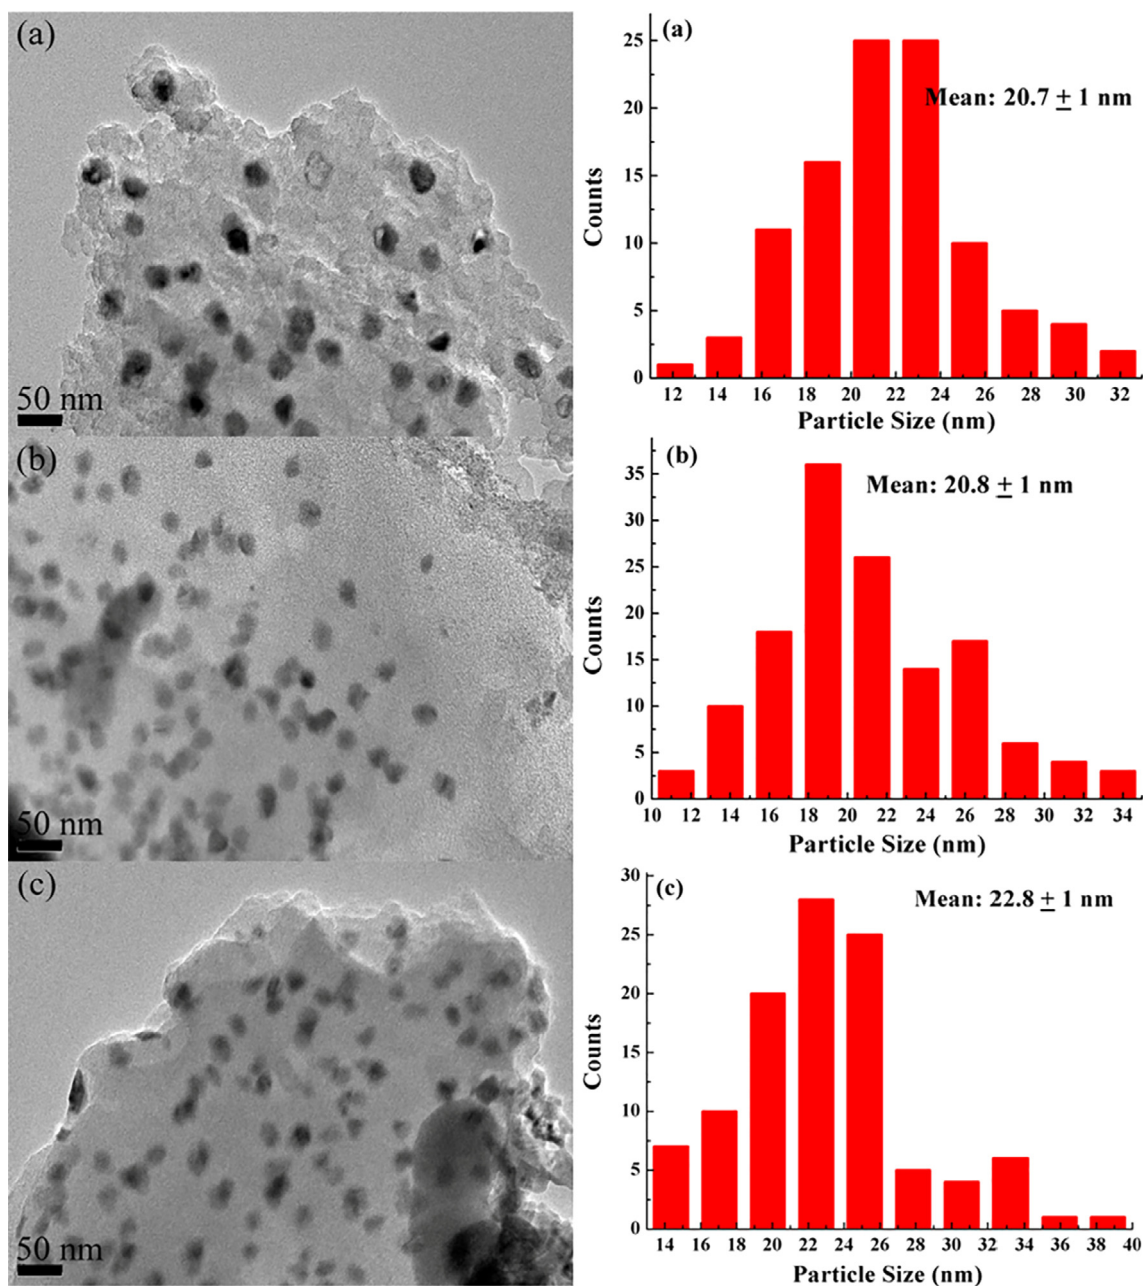 (a)
50 nm
(a)
Mean: 20.7 ± 1 nm
Counts
25
20
15
10
5
0
12 14 16 18 20 22 24 26 28 30 32
Particle Size (nm)
(b)
50 nm
(b)
Mean: 20.8 ± 1 nm
Counts
35
30
25
20
15
10
5
0
10 12 14 16 18 20 22 24 26 28 30 32 34
Particle Size (nm)
(c)
50 nm
(c)
Mean: 22.8 ± 1 nm
Counts
30
25
20
15
10
5
0
14 16 18 20 22 24 26 28 30 32 34 36 38 40
Particle Size (nm)